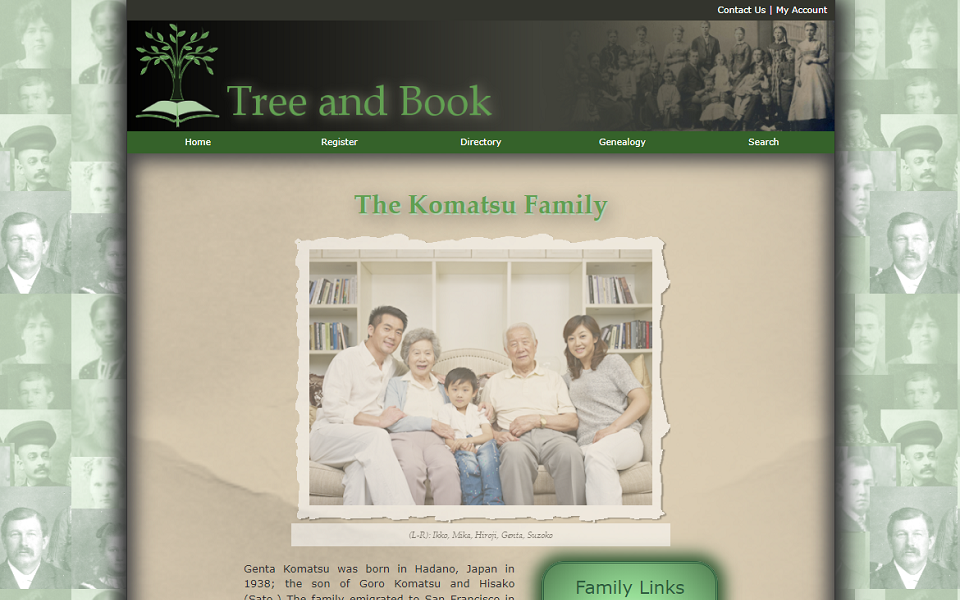 Contact Us | My Account
Tree and Book
Home Register Directory Genealogy Search
The Komatsu Family
(L-R): Ikko, Mika, Hiroji, Genta, Suzoko
Genta Komatsu was born in Hadano, Japan in
1938; the son of Goro Komatsu and Hisako
(Sato.) The family emigrated to San Francisco in
Family Links